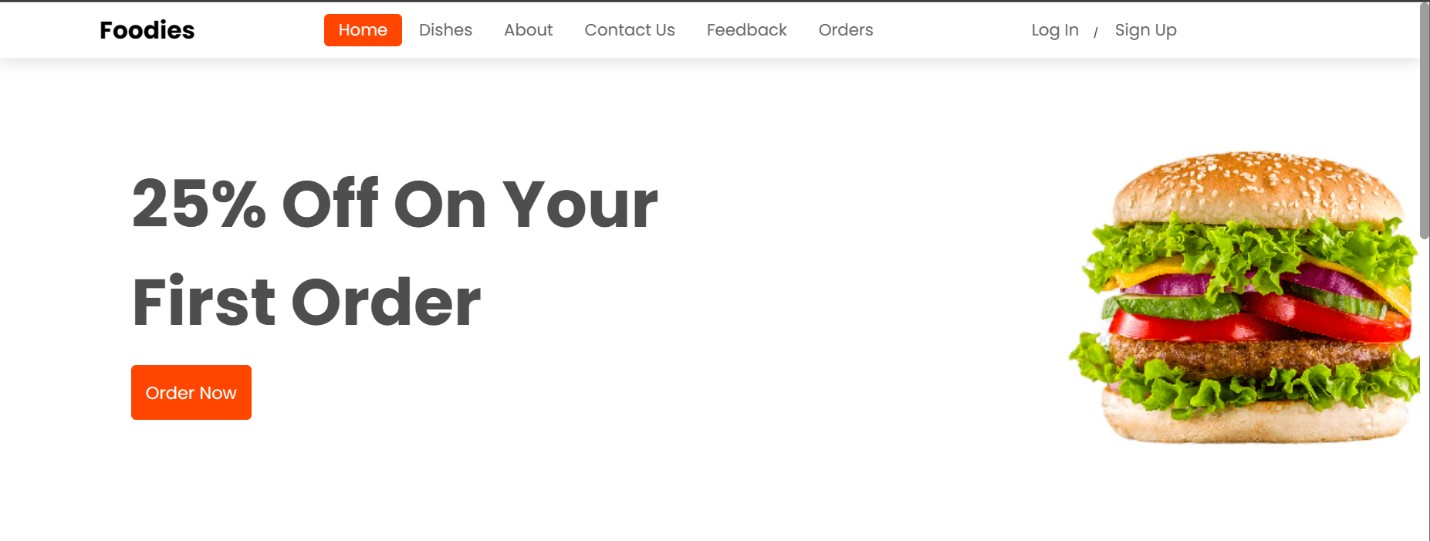 Foodies Home Dishes About Contact Us Feedback Orders Log In / Sign Up
25% Off On Your
First Order
Order Now